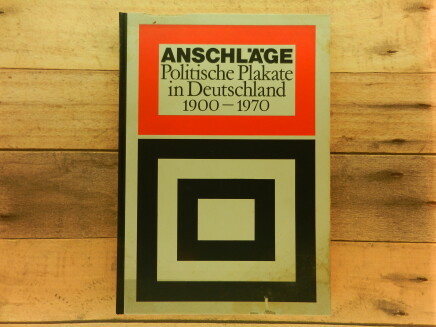 ANSCHLÄGE
Politische Plakate
in Deutschland
1900–1970